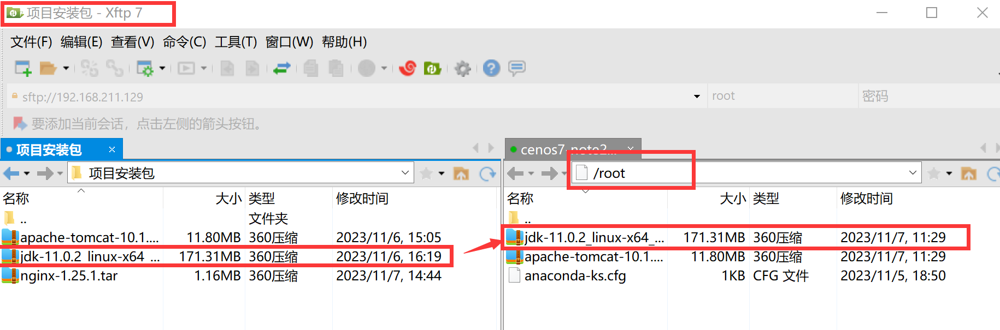 项目安装包 - Xftp 7
文件(F) 编辑(E) 查看(V) 命令(C) 工具(T) 窗口(W) 帮助(H)
sftp://192.168.211.129 root 密码
要添加当前会话，点击左侧的箭头按钮。
项目安装包 ×
项目安装包
名称 大小 类型 修改时间
.. 文件夹
apache-tomcat-10.1.... 11.80MB 360压缩 2023/11/6, 15:05
jdk-11.0.2_linux-x64_... 171.31MB 360压缩 2023/11/6, 16:19
nginx-1.25.1.tar 1.16MB 360压缩 2023/11/7, 14:44
cenos7-note2... ×
/root
名称 大小 类型 修改时间
..
jdk-11.0.2_linux-x64_... 171.31MB 360压缩 2023/11/7, 11:29
apache-tomcat-10.1.... 11.80MB 360压缩 2023/11/7, 11:29
anaconda-ks.cfg 1KB CFG 文件 2023/11/5, 18:50